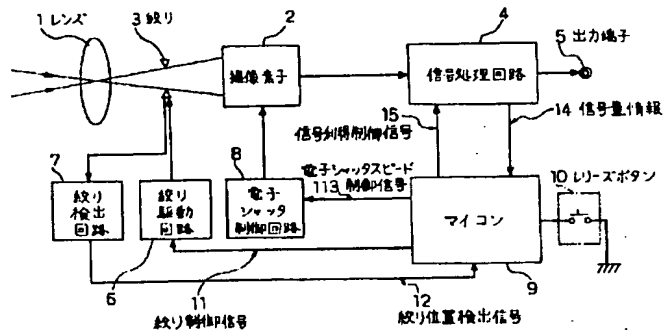 1 レンズ
3 絞り
2
撮像素子
4
信号処理回路
5 出力端子
15
信号利得制御信号
14 信号量情報
7
絞り
検出
回路
絞り
駆動
回路
6
8
電子
シャッタ
制御回路
電子シャッタスピード
113 制御信号
マイコン
9
10 レリーズボタン
11
絞り制御信号
12
絞り位置検出信号